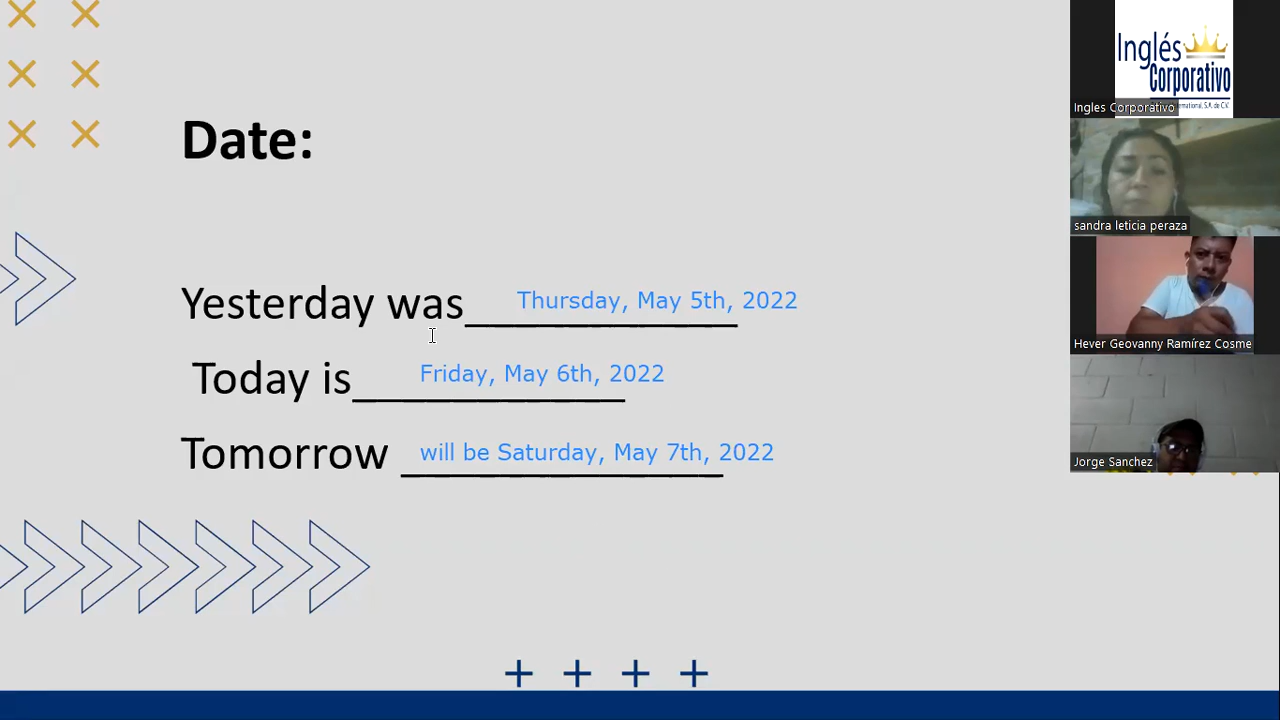 Date:
Yesterday was Thursday, May 5th, 2022
Today is Friday, May 6th, 2022
Tomorrow will be Saturday, May 7th, 2022
Inglés
Corporativo
Ingles Corporativo
sandra leticia peraza
Hever Geovanny Ramírez Cosme
Jorge Sanchez